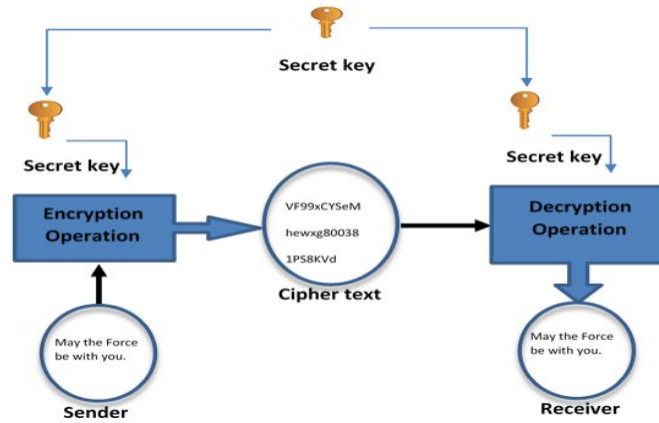 Secret key
Secret key
Secret key
Encryption
Operation
VF99xCYSeM
hewxg80038
1PS8KVd
Cipher text
Decryption
Operation
May the Force
be with you.
Sender
May the Force
be with you.
Receiver